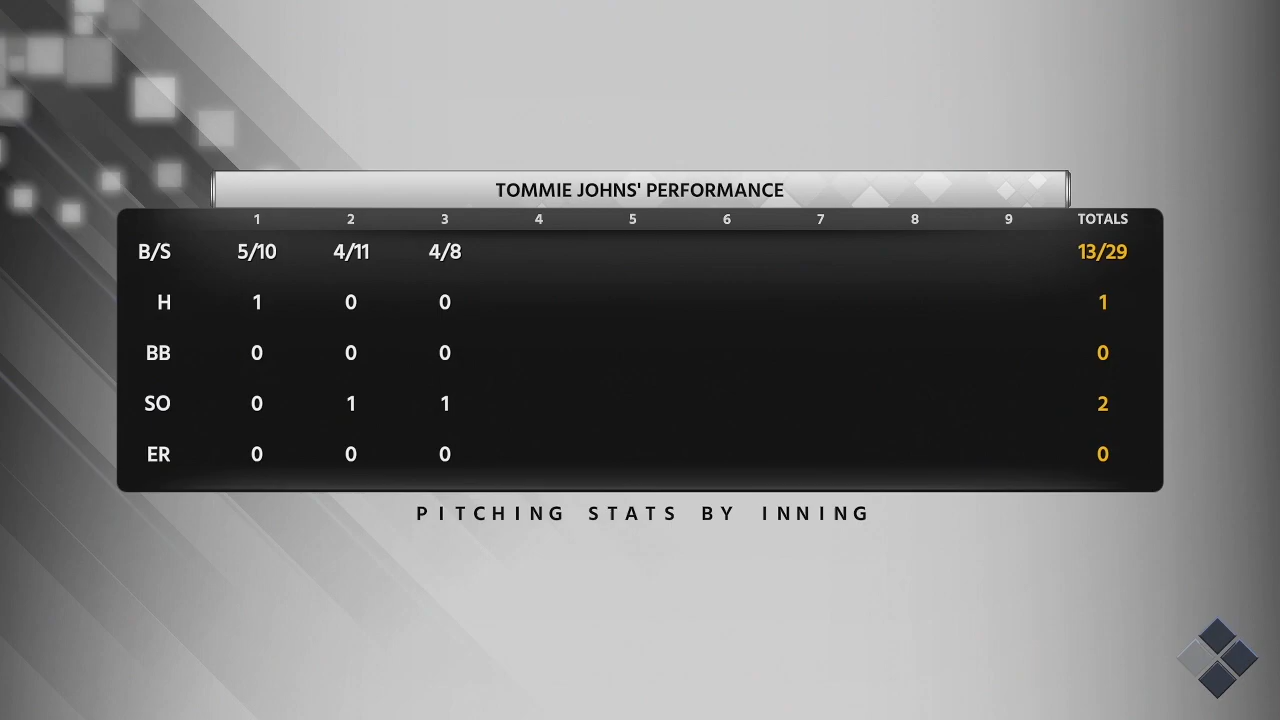 TOMMIE JOHNS' PERFORMANCE
1 2 3 4 5 6 7 8 9 TOTALS
B/S 5/10 4/11 4/8 13/29
H 1 0 0 1
BB 0 0 0 0
SO 0 1 1 2
ER 0 0 0 0
PITCHING STATS BY INNING